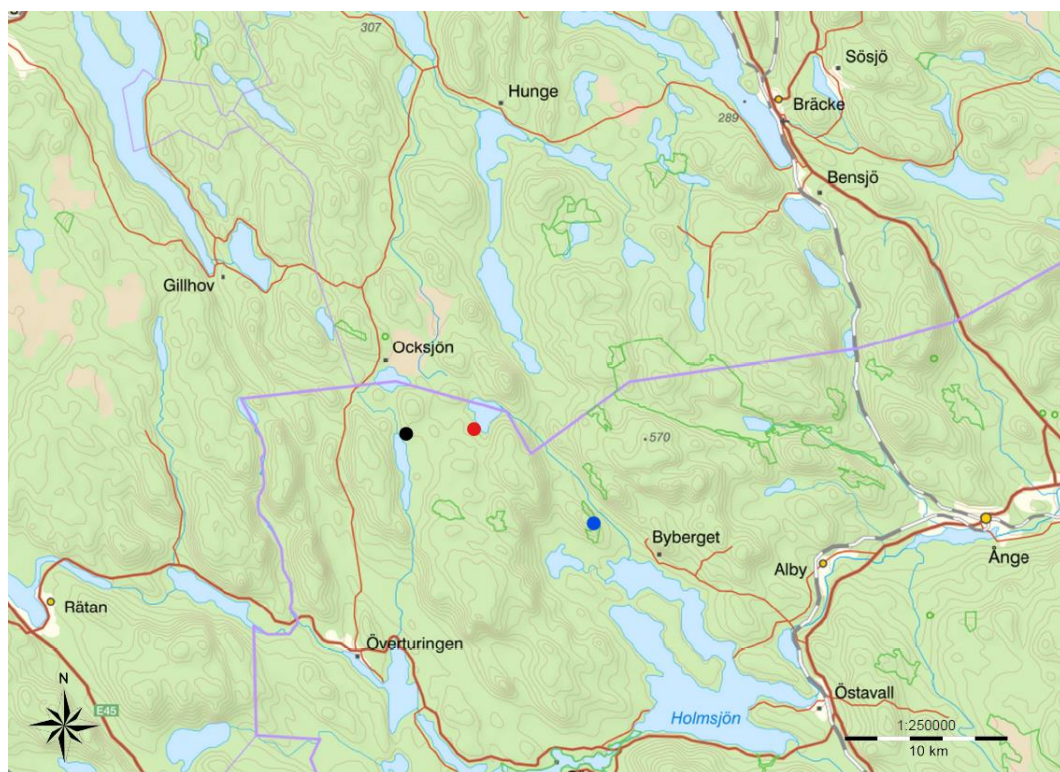 307
Hunge
Sösjö
Bräcke
289
Bensjö
Gillhov
Ocksjön
570
Byberget
Alby
Ånge
Rätan
Överturingen
N
E45
Östavall
Holmsjön
1:250000
10 km